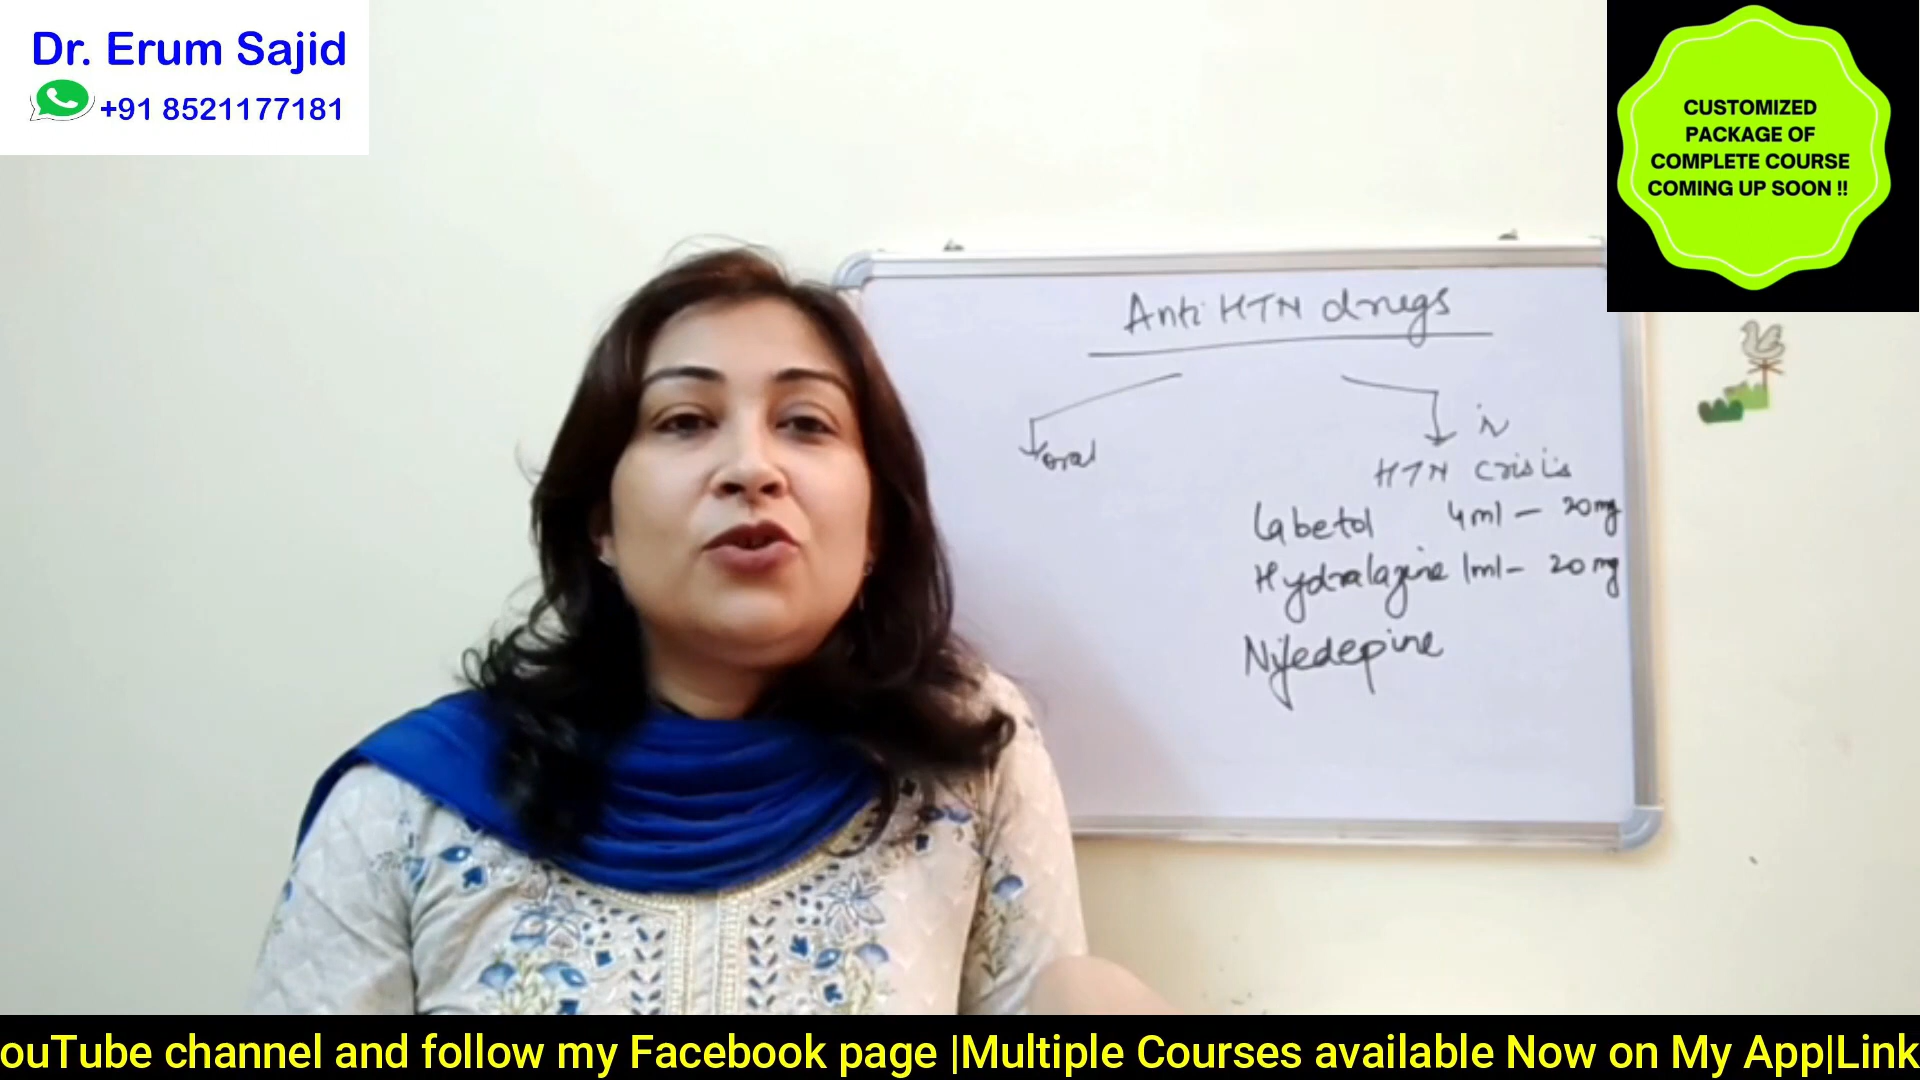 Dr. Erum Sajid
+91 8521177181
CUSTOMIZED
PACKAGE OF
COMPLETE COURSE
COMING UP SOON !!
Anti HTN drugs
oral
iv
HTN crisis
Labetol 4ml - 20mg
Hydralazine 1ml - 20mg
Nifedepine
ouTube channel and follow my Facebook page |Multiple Courses available Now on My App|Link